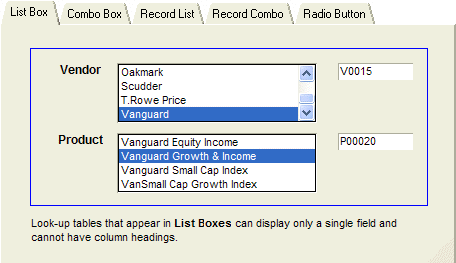 List Box Combo Box Record List Record Combo Radio Button
Vendor Oakmark V0015
Scudder
T.Rowe Price
Vanguard
Product Vanguard Equity Income P00020
Vanguard Growth & Income
Vanguard Small Cap Index
VanSmall Cap Growth Index
Look-up tables that appear in List Boxes can display only a single field and
cannot have column headings.